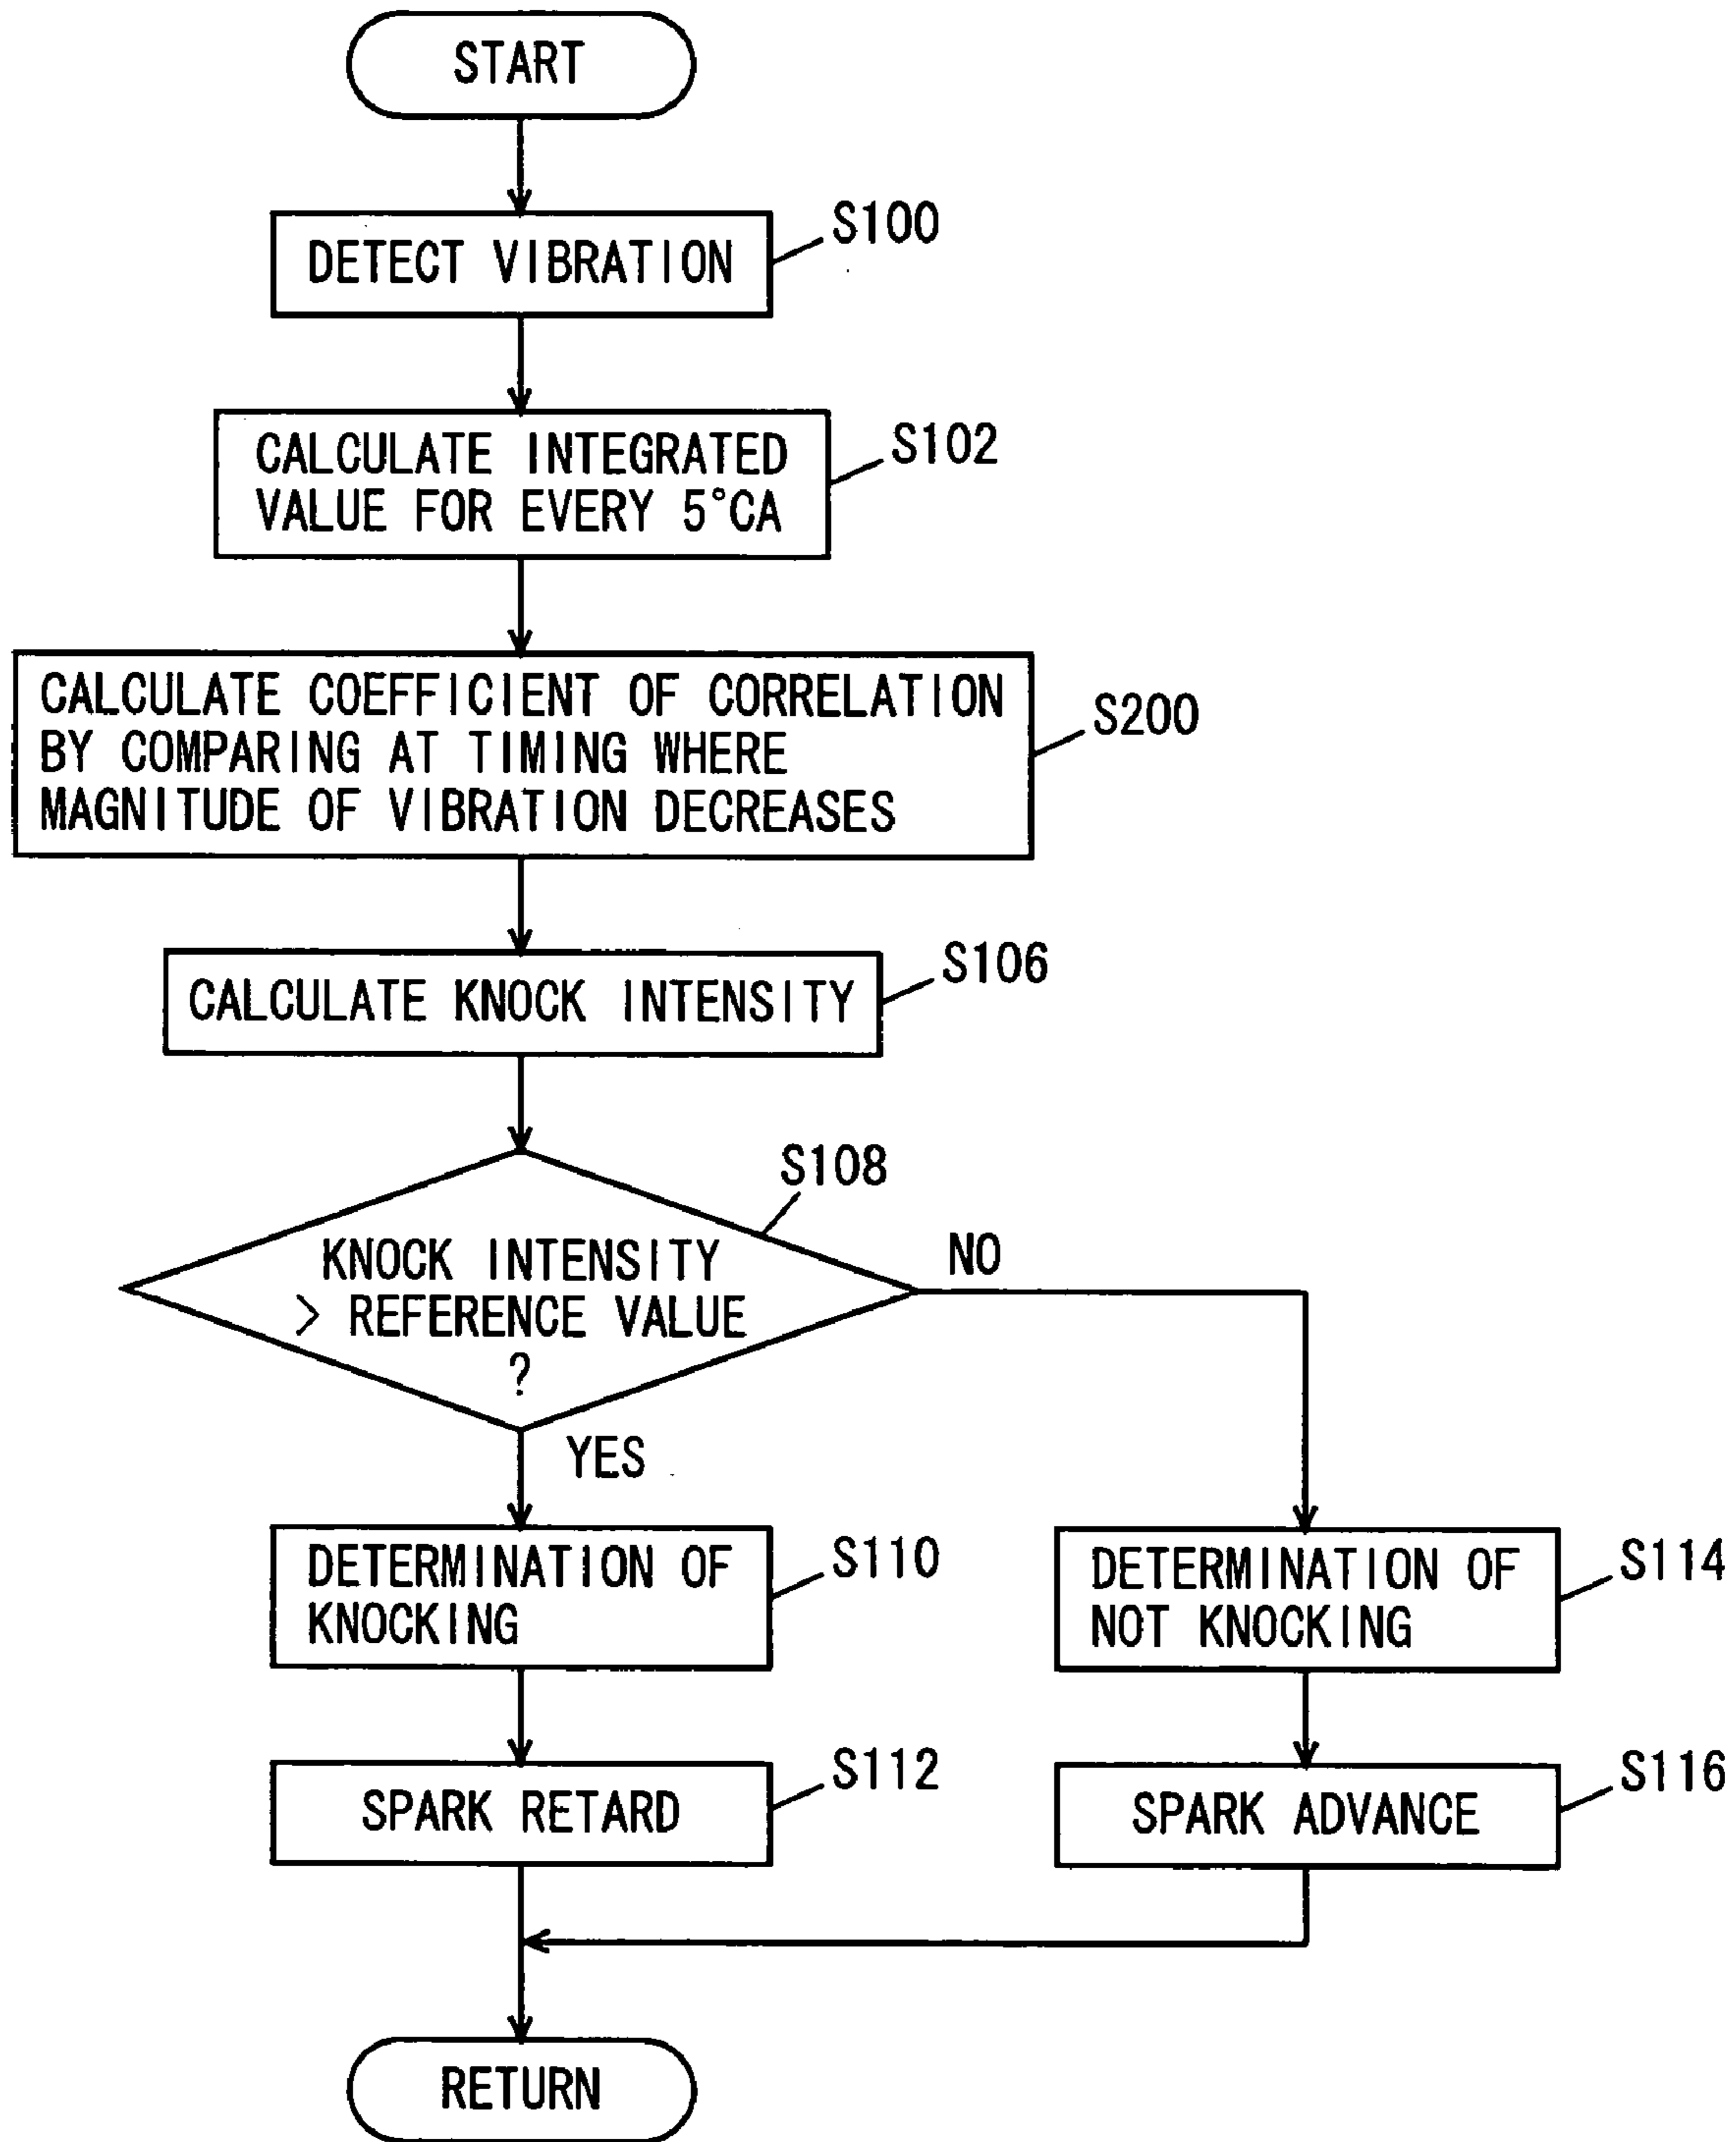 START
S100
DETECT VIBRATION
S102
CALCULATE INTEGRATED
VALUE FOR EVERY 5°CA
CALCULATE COEFFICIENT OF CORRELATION
BY COMPARING AT TIMING WHERE
MAGNITUDE OF VIBRATION DECREASES
S200
S106
CALCULATE KNOCK INTENSITY
S108
KNOCK INTENSITY
> REFERENCE VALUE
?
NO
YES
DETERMINATION OF
KNOCKING
S110
DETERMINATION OF
NOT KNOCKING
S114
SPARK RETARD
S112
SPARK ADVANCE
S116
RETURN